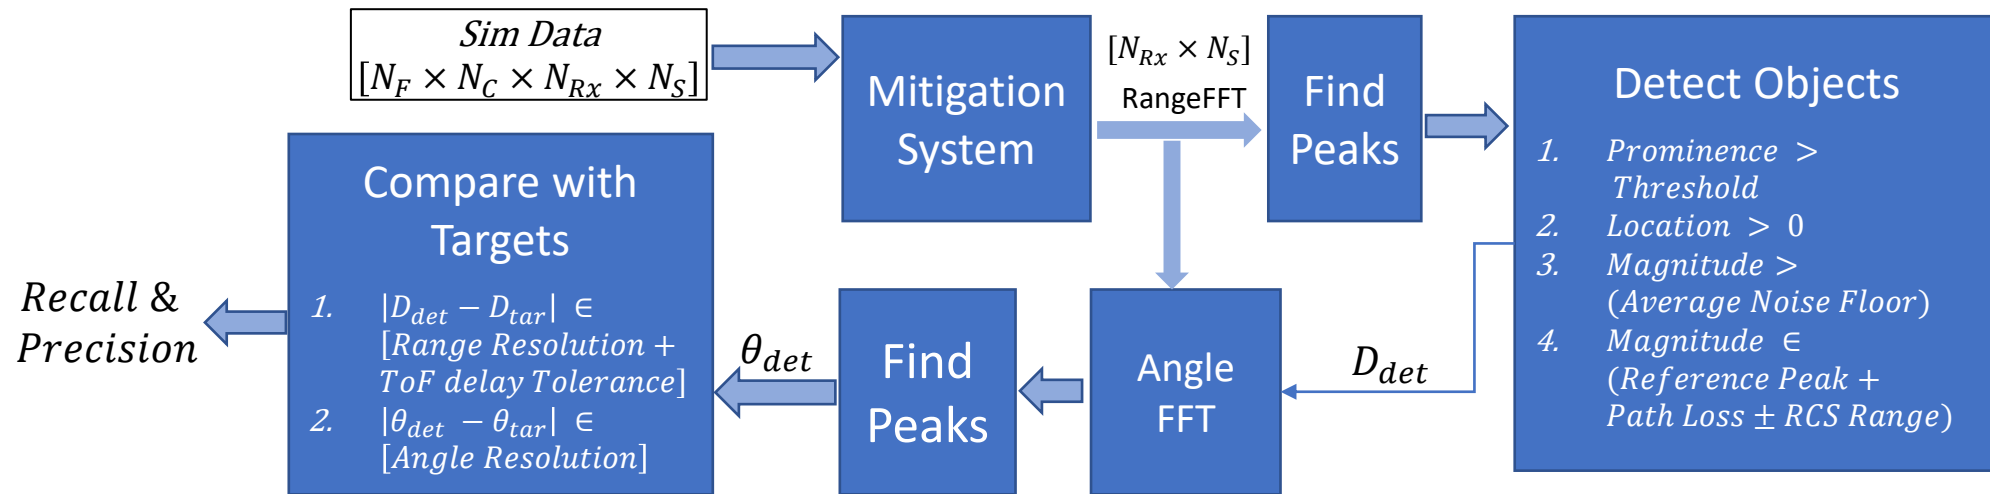 Sim Data
[N_F × N_C × N_Rx × N_S]
Mitigation
System
[N_Rx × N_S]
RangeFFT
Find
Peaks
Detect Objects
1. Prominence >
Threshold
2. Location > 0
3. Magnitude >
(Average Noise Floor)
4. Magnitude ∈
(Reference Peak +
Path Loss ± RCS Range)
D_det
Angle
FFT
Find
Peaks
θ_det
Compare with
Targets
1. |D_det − D_tar| ∈
[Range Resolution +
ToF delay Tolerance]
2. |θ_det − θ_tar| ∈
[Angle Resolution]
Recall &
Precision